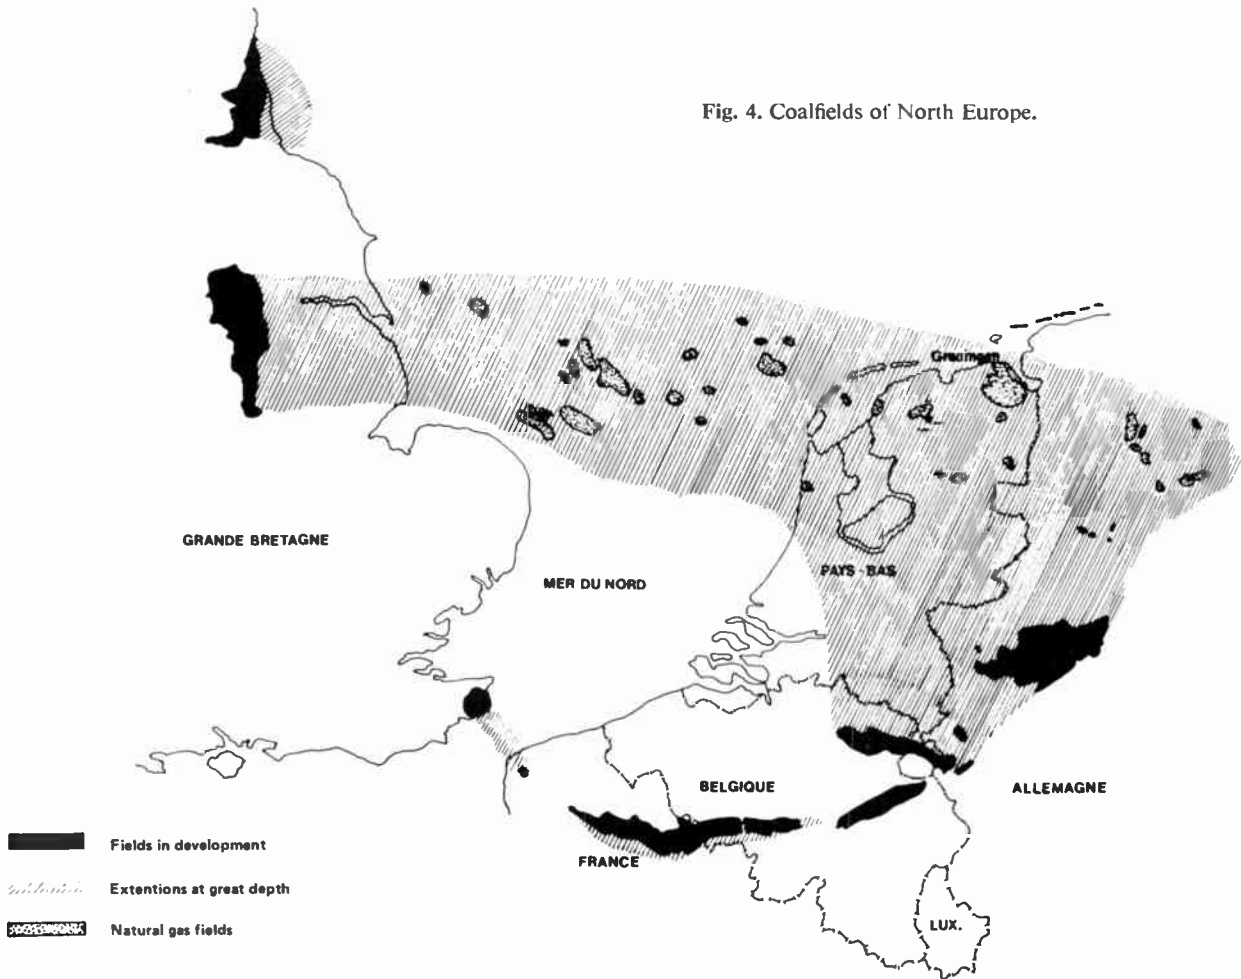 Fig. 4. Coalfields of North Europe.
GRANDE BRETAGNE
MER DU NORD
PAYS-BAS
BELGIQUE
ALLEMAGNE
FRANCE
LUX.
Fields in development
Extentions at great depth
Natural gas fields